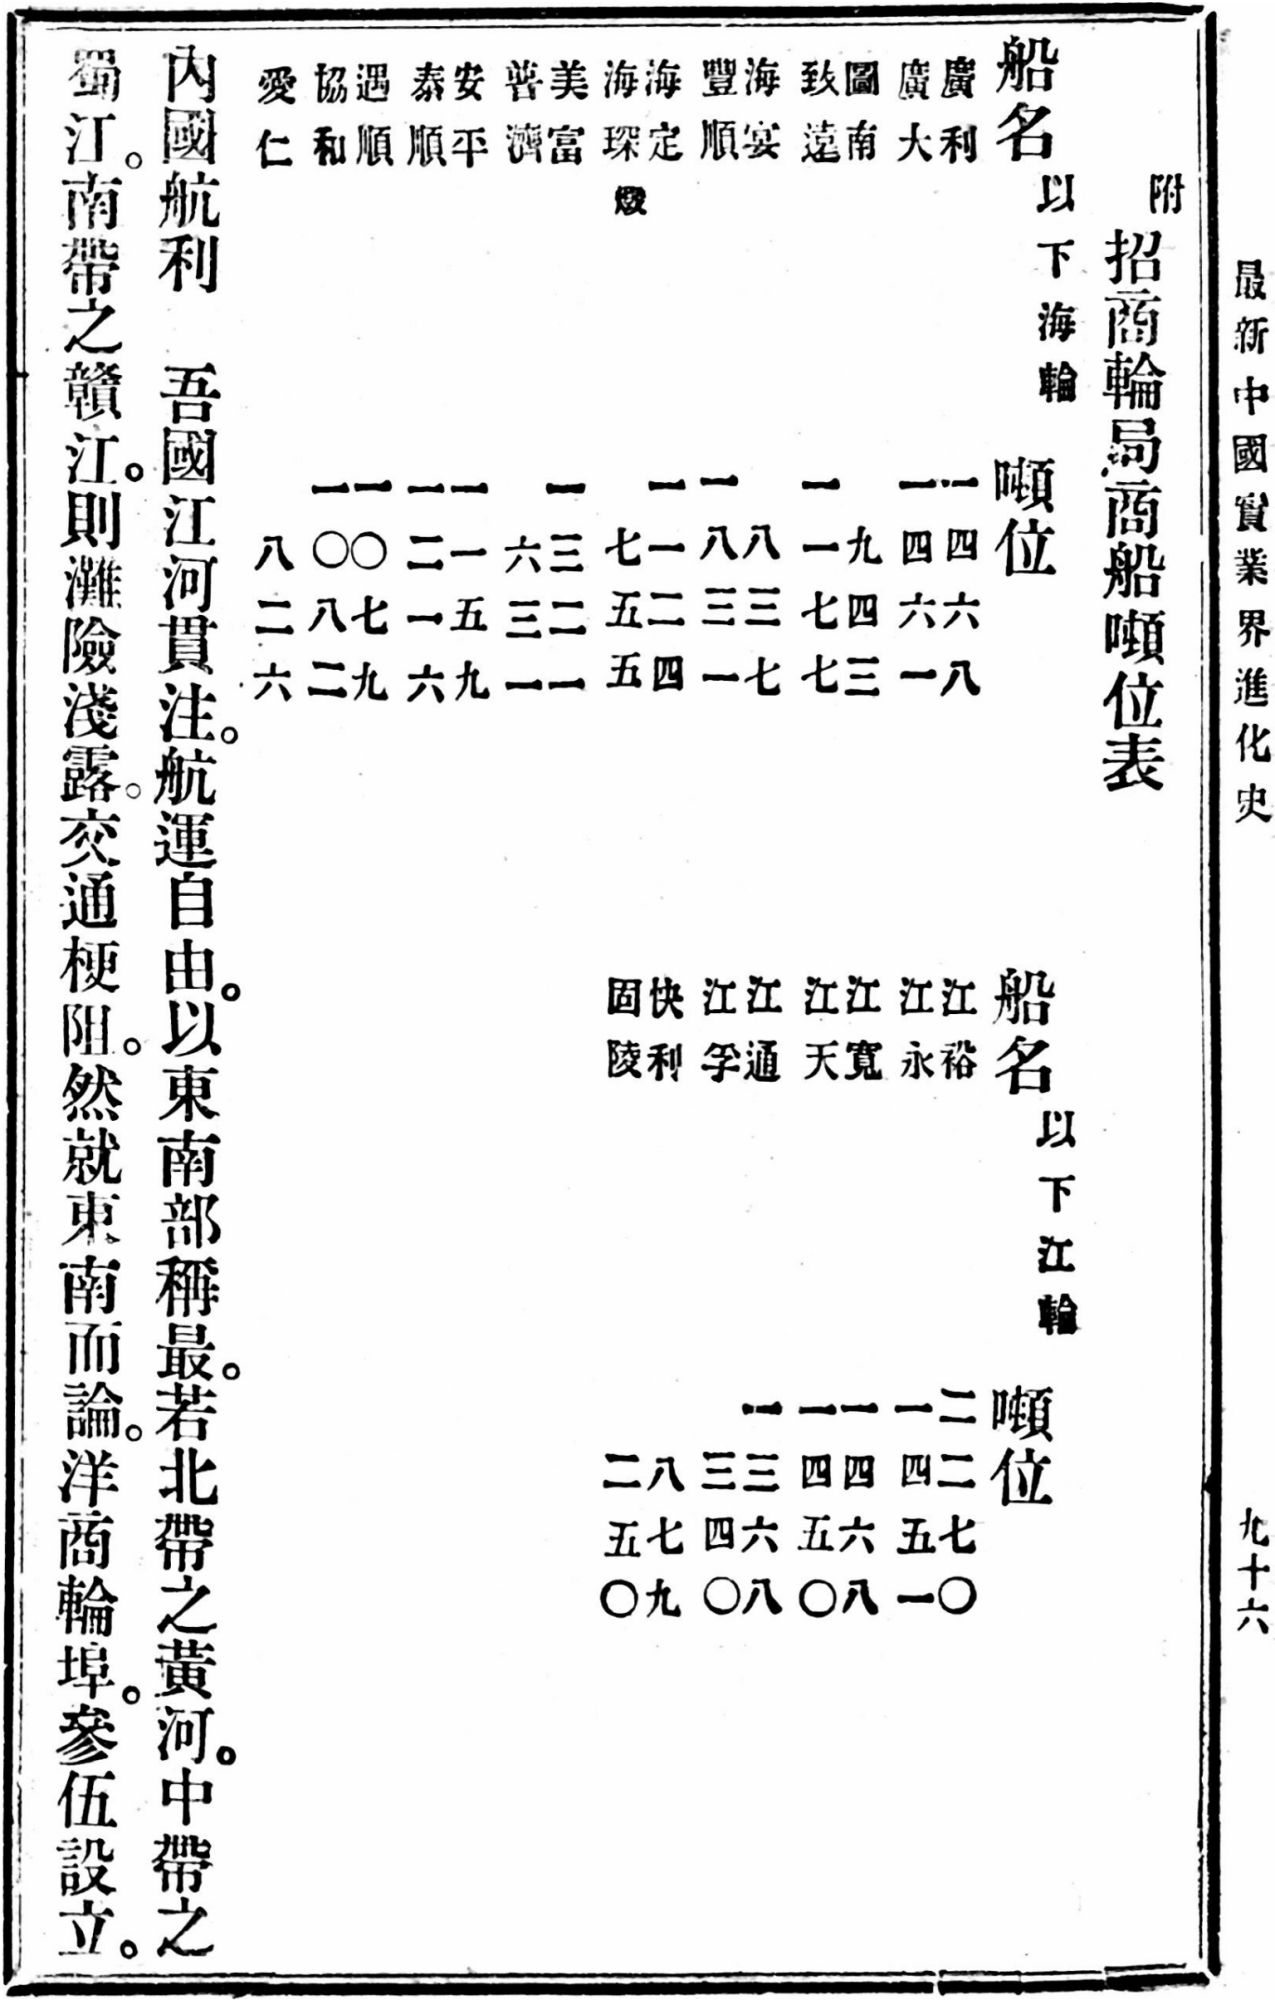 最新中國實業界進化史 九十六
附 招商輪局商船噸位表
船名 以下海輪 噸位 船名 以下江輪 噸位
廣利 一四六八 江裕 二二七〇
廣大 一四六一 江永 一四五一
圖南 九四三 江寬 一四六八
致遠 一一七七 江天 一四五〇
海宴 八三七 江通 一三六八
豐順 一八三一 江孚 三四〇
海定 一一二四 快利 八七九
海琛 燬 七五五 固陵 二五〇
美富 一三二一
普濟 六三一
安平 一一五九
泰順 一二一六
遇順 一〇七九
協和 一〇八二
愛仁 八二六
內國航利 吾國江河貫注。航運自由。以東南部稱最。若北帶之黃河。中帶之
蜀江。南帶之贛江。則灘險淺露。交通梗阻。然就東南而論。洋商輪埠。參伍設立。